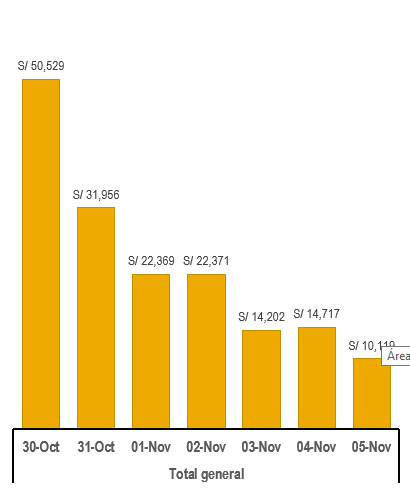 S/ 50,529
S/ 31,956
S/ 22,369
S/ 22,371
S/ 14,202
S/ 14,717
S/
30-Oct
31-Oct
01-Nov
02-Nov
03-Nov
04-Nov
05-Nov
Total general